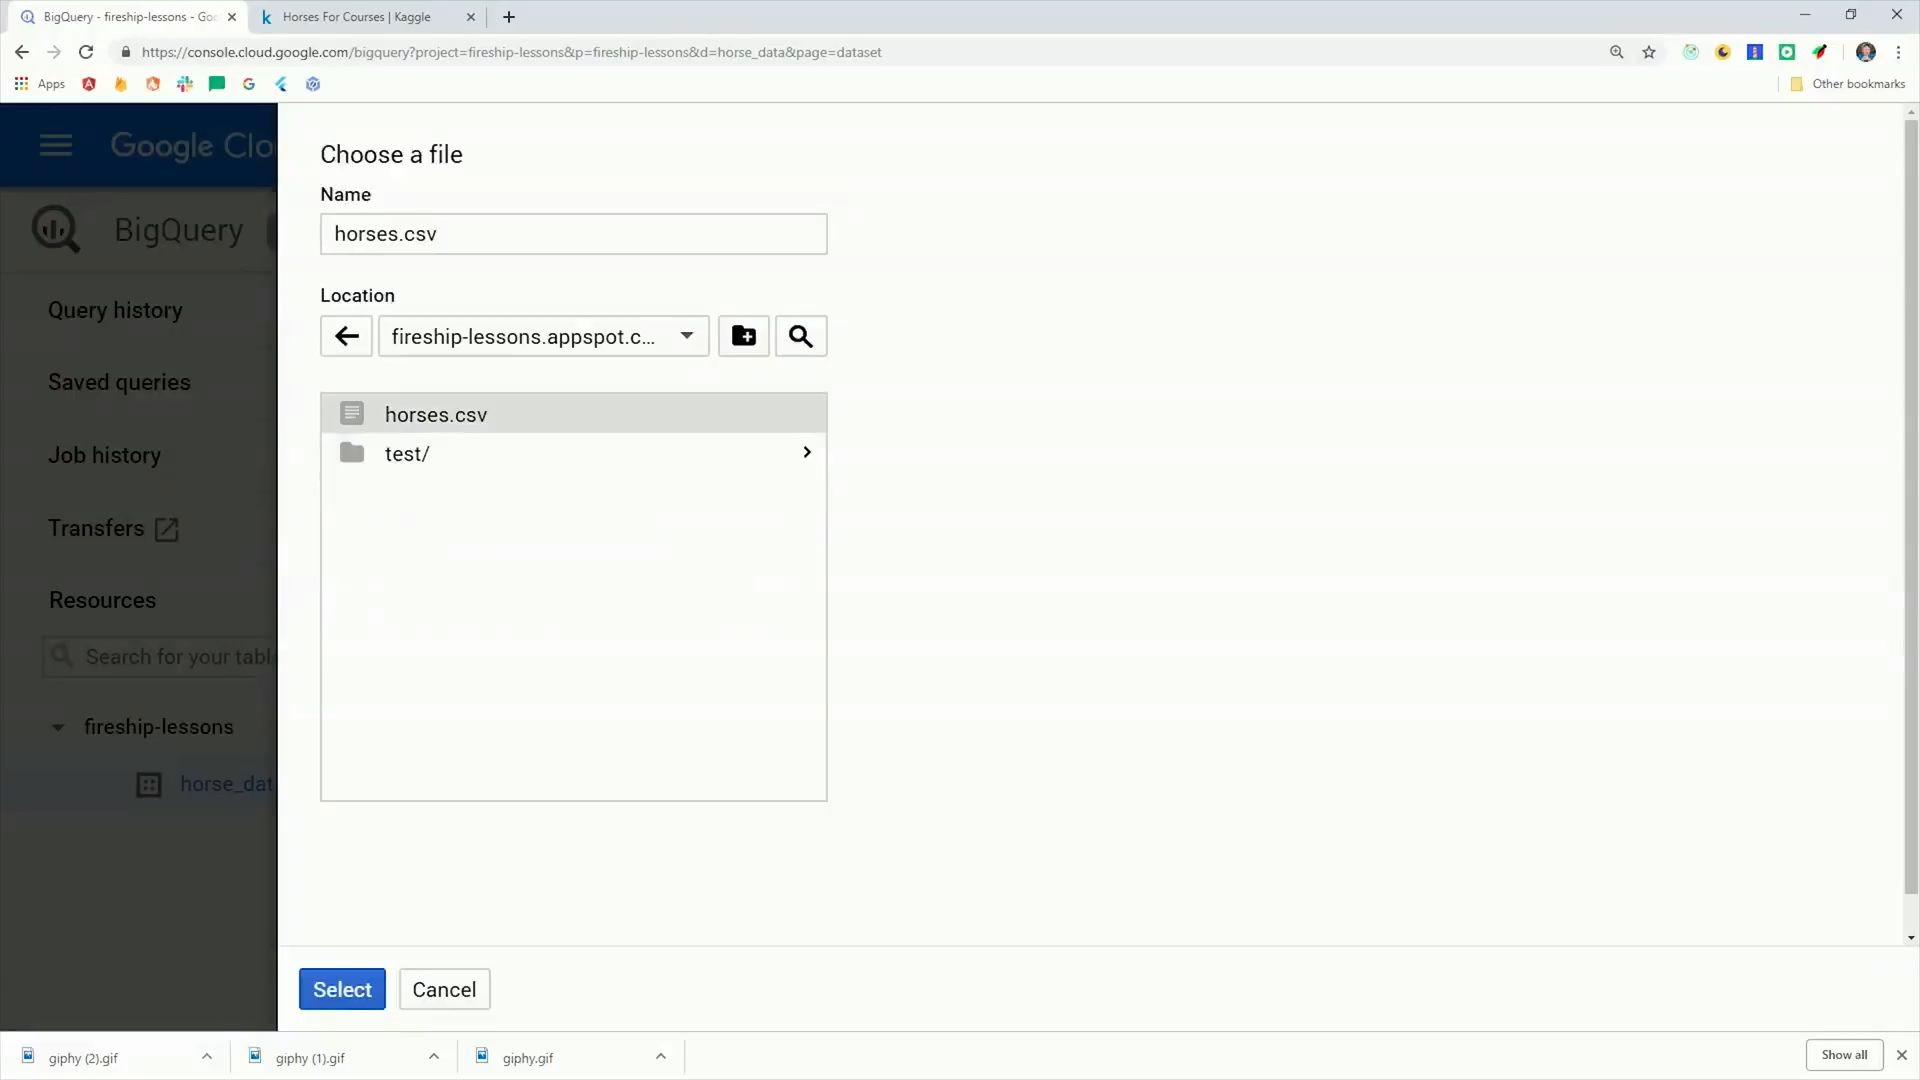 BigQuery - fireship-lessons - Goo
Horses For Courses | Kaggle
https://console.cloud.google.com/bigquery?project=fireship-lessons&p=fireship-lessons&d=horse_data&page=dataset
Apps
Other bookmarks
Google Clo
BigQuery
Query history
Saved queries
Job history
Transfers
Resources
Search for your tabl
fireship-lessons
horse_dat
Choose a file
Name
horses.csv
Location
fireship-lessons.appspot.c...
horses.csv
test/
Select
Cancel
giphy (2).gif
giphy (1).gif
giphy.gif
Show all